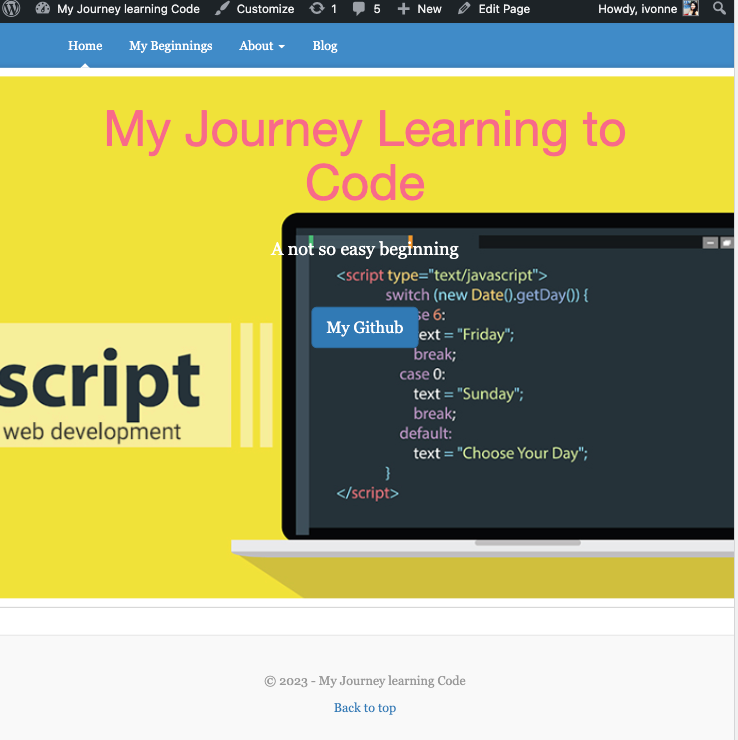 My Journey learning Code Customize 1 5 New Edit Page Howdy, ivonne
Home My Beginnings About Blog
My Journey Learning to
Code
A not so easy beginning
<script type="text/javascript">
switch (new Date().getDay()) {
se 6:
My Github
text = "Friday";
break;
case 0:
text = "Sunday";
break;
default:
text = "Choose Your Day";
}
</script>
script
web development
© 2023 - My Journey learning Code
Back to top